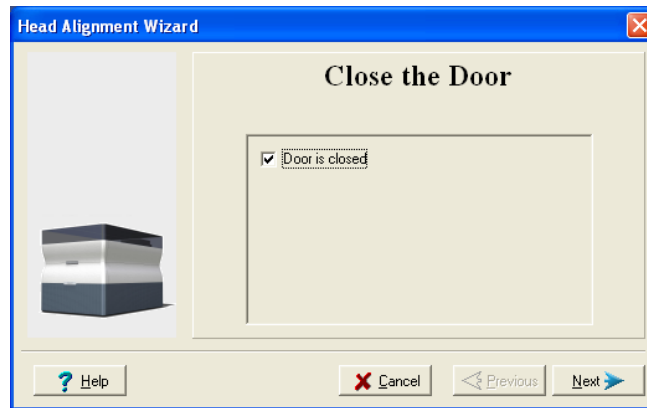 Head Alignment Wizard
Close the Door
Door is closed
Help
Cancel
Previous
Next